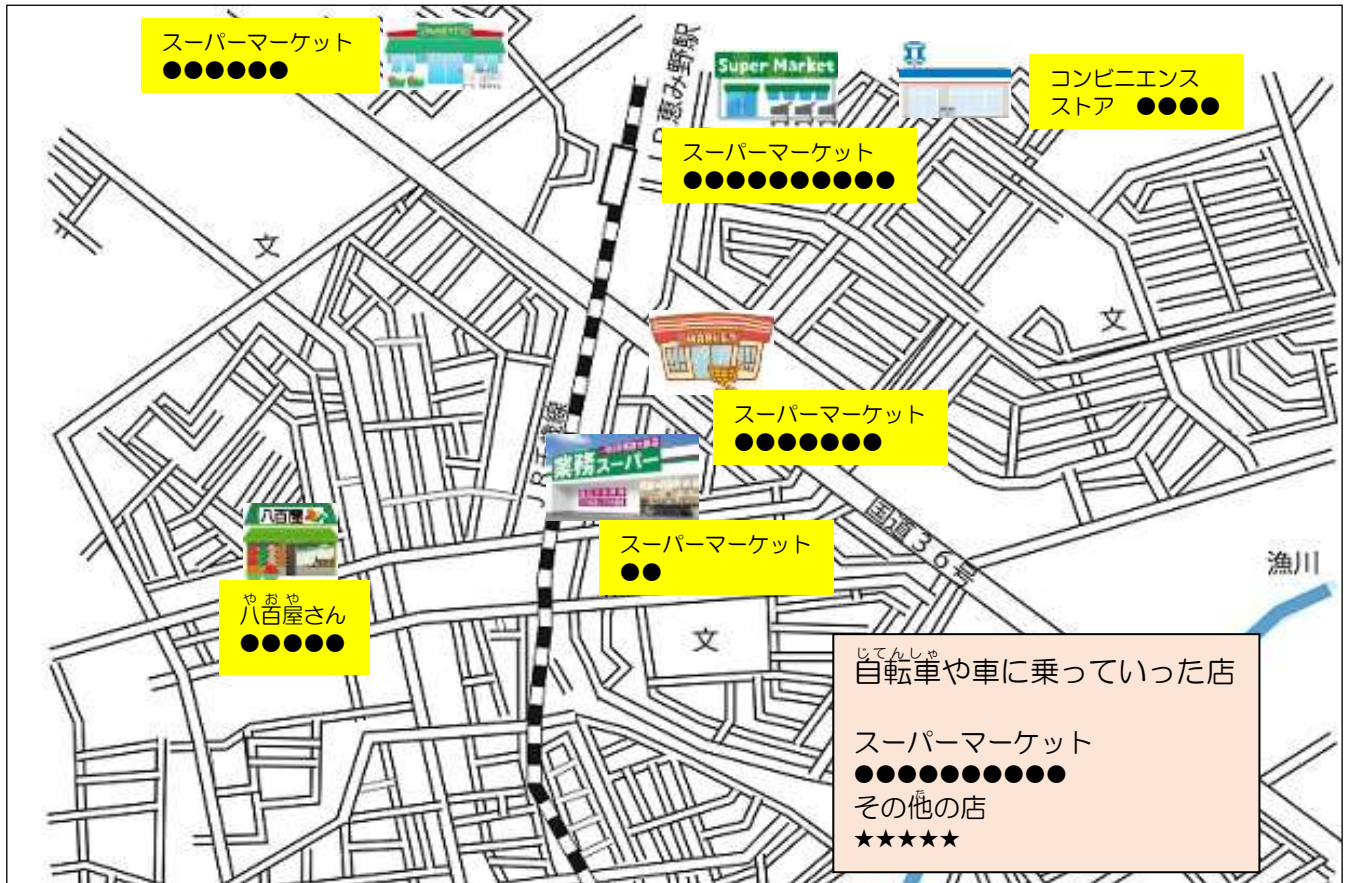 スーパーマーケット
●●●●●●
JR恵み野駅
Super Market
コンビニエンス
ストア ●●●●
スーパーマーケット
●●●●●●●●●●
文
文
MARKET
スーパーマーケット
●●●●●●●
業務スーパー
八百屋
国道36号
スーパーマーケット
●●
漁川
やおや
八百屋さん
●●●●●
文
じてんしゃ
自転車や車に乗っていった店
スーパーマーケット
●●●●●●●●●●
た
その他の店
★★★★★